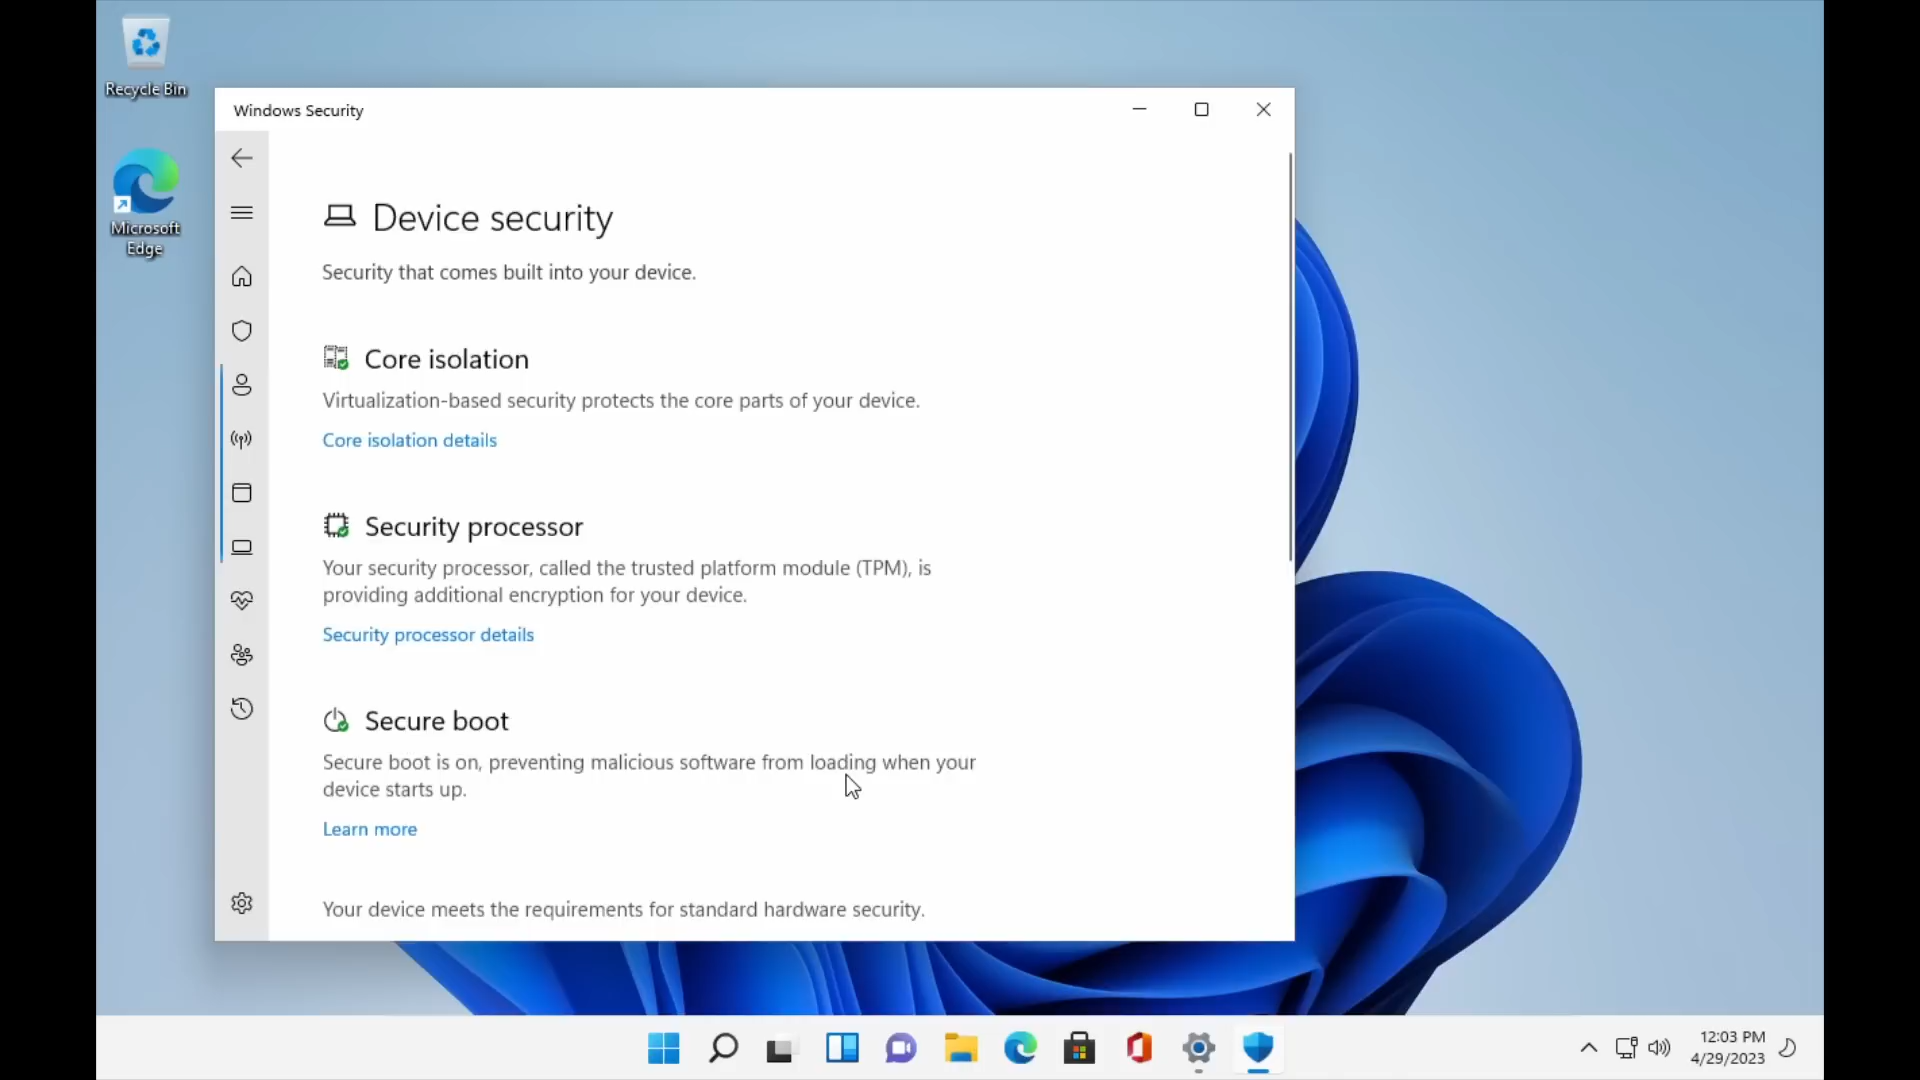 Recycle Bin
Microsoft
Edge
Windows Security
Device security
Security that comes built into your device.
Core isolation
Virtualization-based security protects the core parts of your device.
Core isolation details
Security processor
Your security processor, called the trusted platform module (TPM), is
providing additional encryption for your device.
Security processor details
Secure boot
Secure boot is on, preventing malicious software from loading when your
device starts up.
Learn more
Your device meets the requirements for standard hardware security.
12:03 PM
4/29/2023